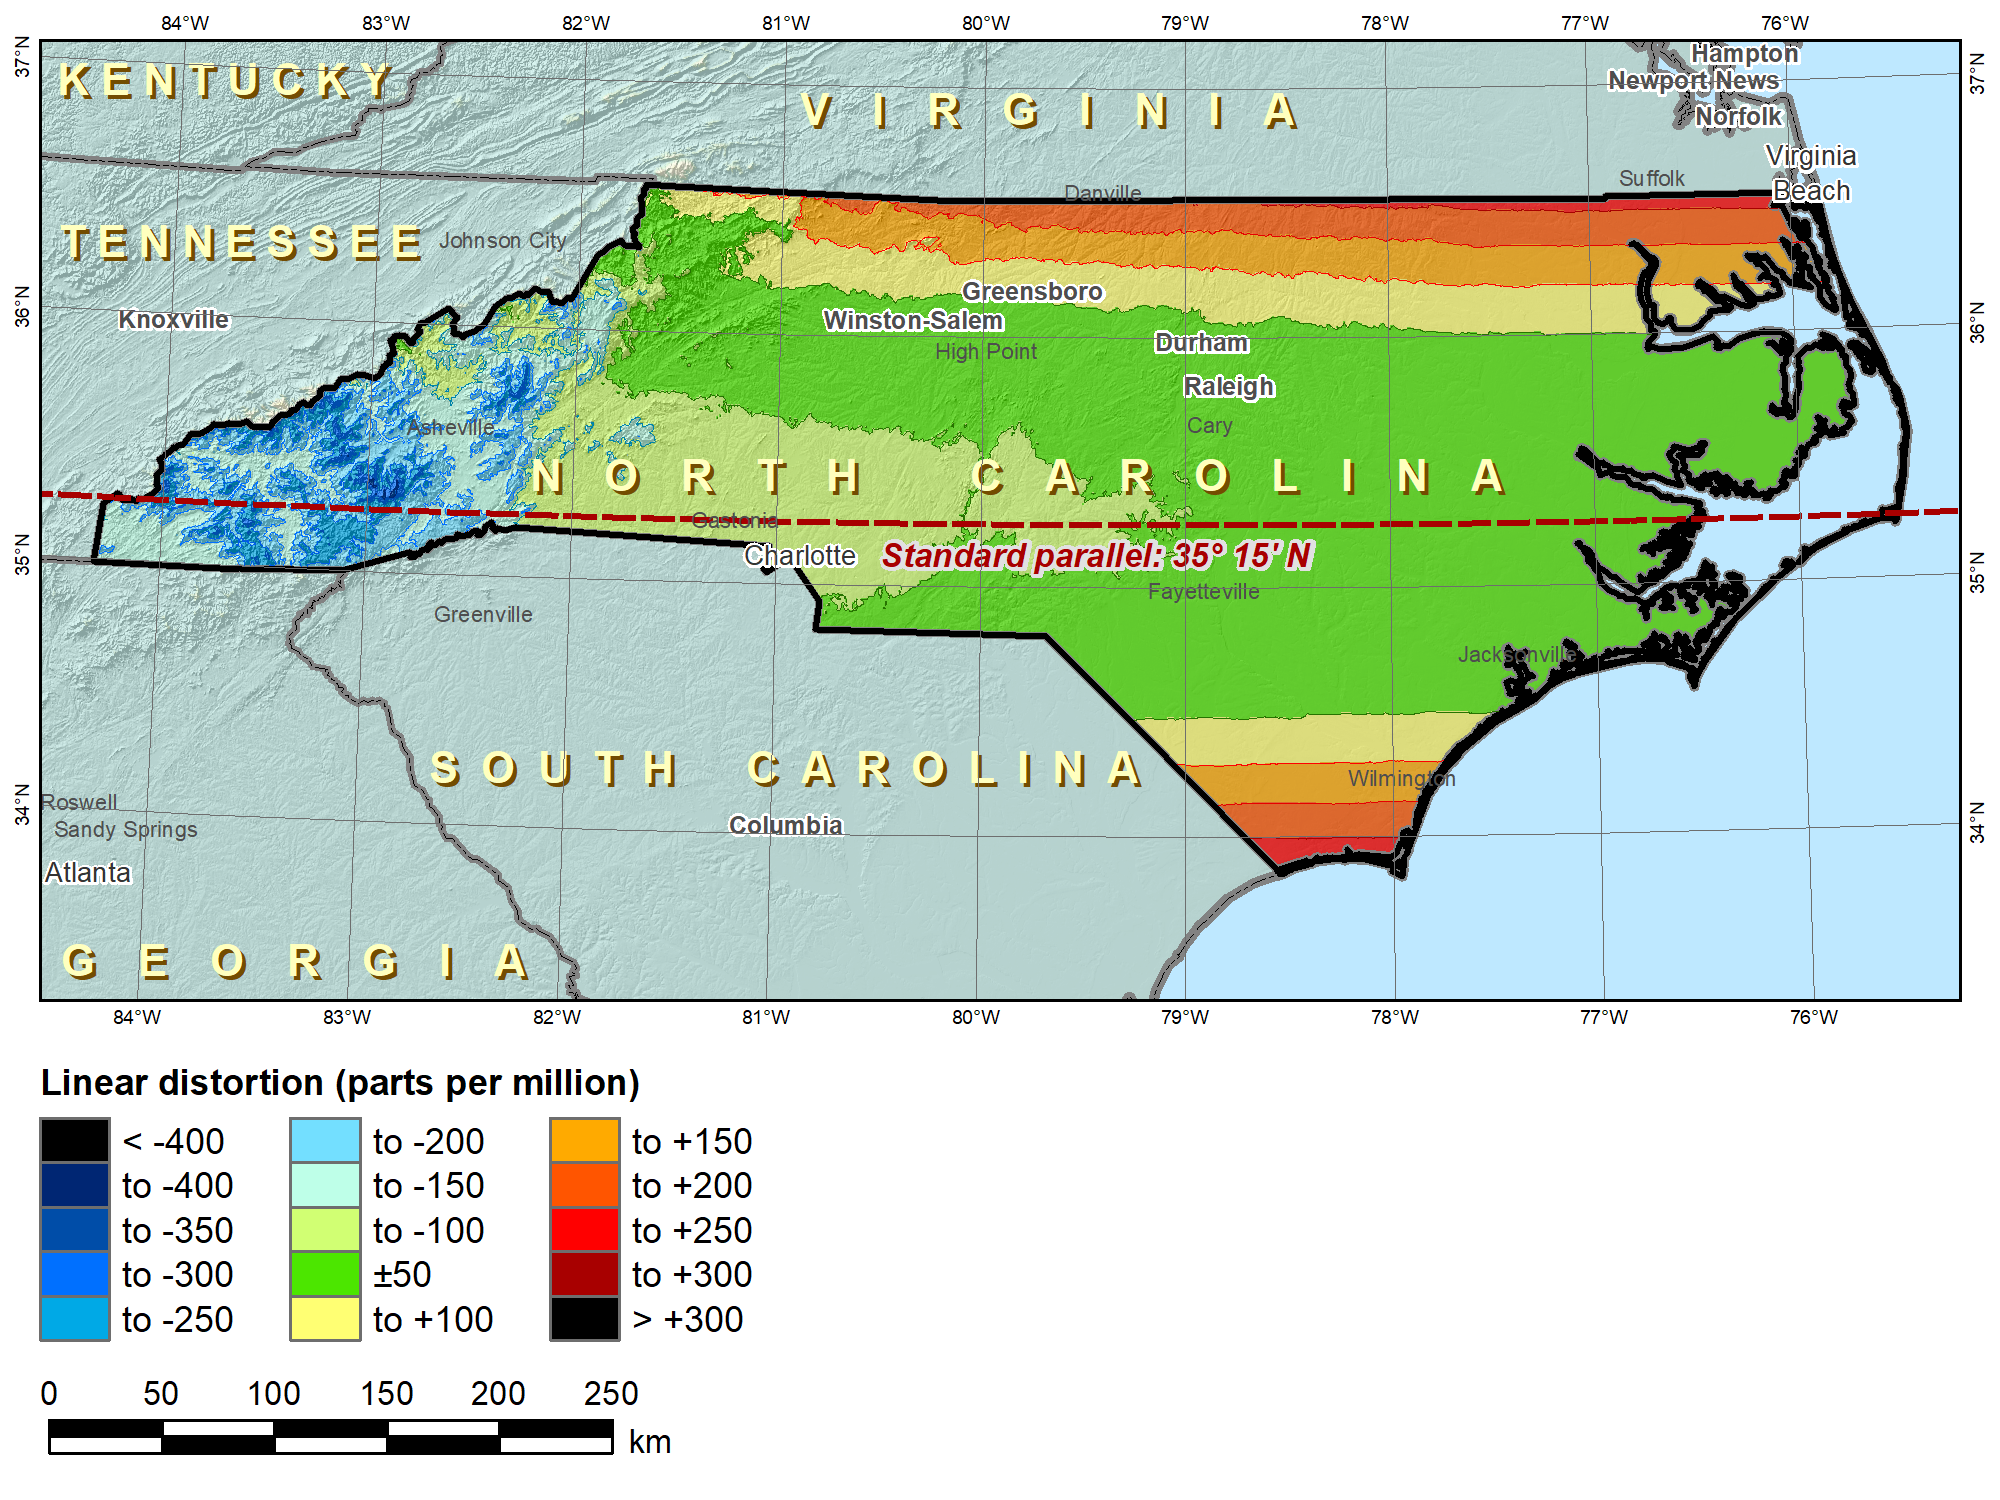 84°W 83°W 82°W 81°W 80°W 79°W 78°W 77°W 76°W
37°N
37°N
Hampton
KENTUCKY
Newport News
VIRGINIA
Norfolk
Virginia
Beach
Suffolk
Danville
TENNESSEE
Johnson City
36°N
36°N
Greensboro
Knoxville
Winston-Salem
Durham
High Point
Raleigh
Asheville
Cary
NORTH CAROLINA
Gastonia
35°N
35°N
Charlotte
Standard parallel: 35° 15' N
Fayetteville
Greenville
Jacksonville
SOUTH CAROLINA
Wilmington
34°N
34°N
Roswell
Sandy Springs
Columbia
Atlanta
GEORGIA
84°W 83°W 82°W 81°W 80°W 79°W 78°W 77°W 76°W
Linear distortion (parts per million)
< -400
to -400
to -350
to -300
to -250
to -200
to -150
to -100
±50
to +100
to +150
to +200
to +250
to +300
> +300
0 50 100 150 200 250
km